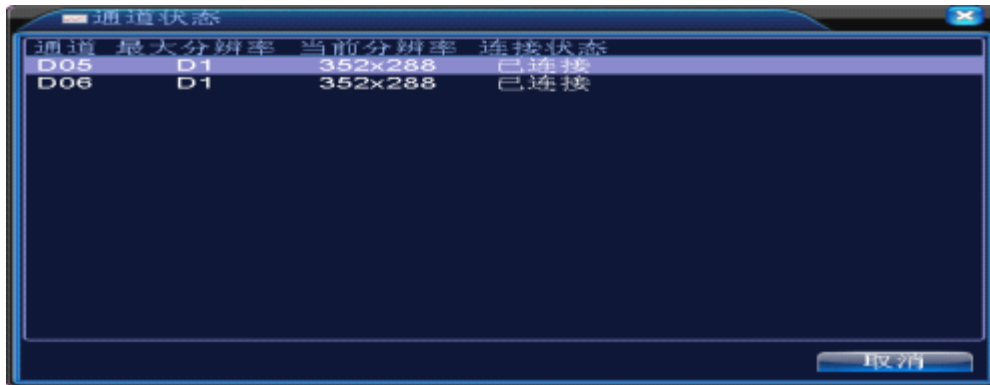 通道状态
通道 最大分辨率 当前分辨率 连接状态
D05 D1 352x288 已连接
D06 D1 352x288 已连接
取消